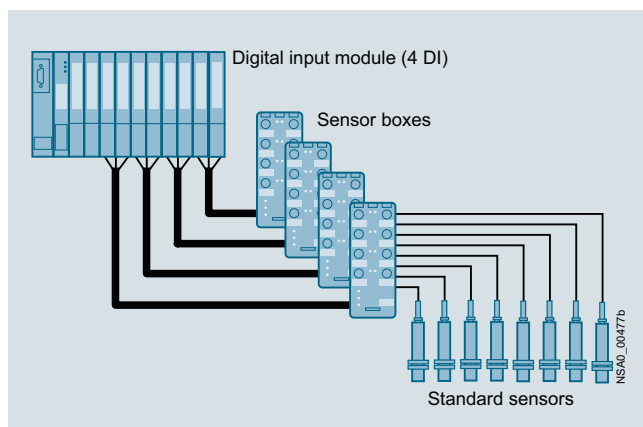 Digital input module (4 DI)
Sensor boxes
Standard sensors
NSA0_00477b